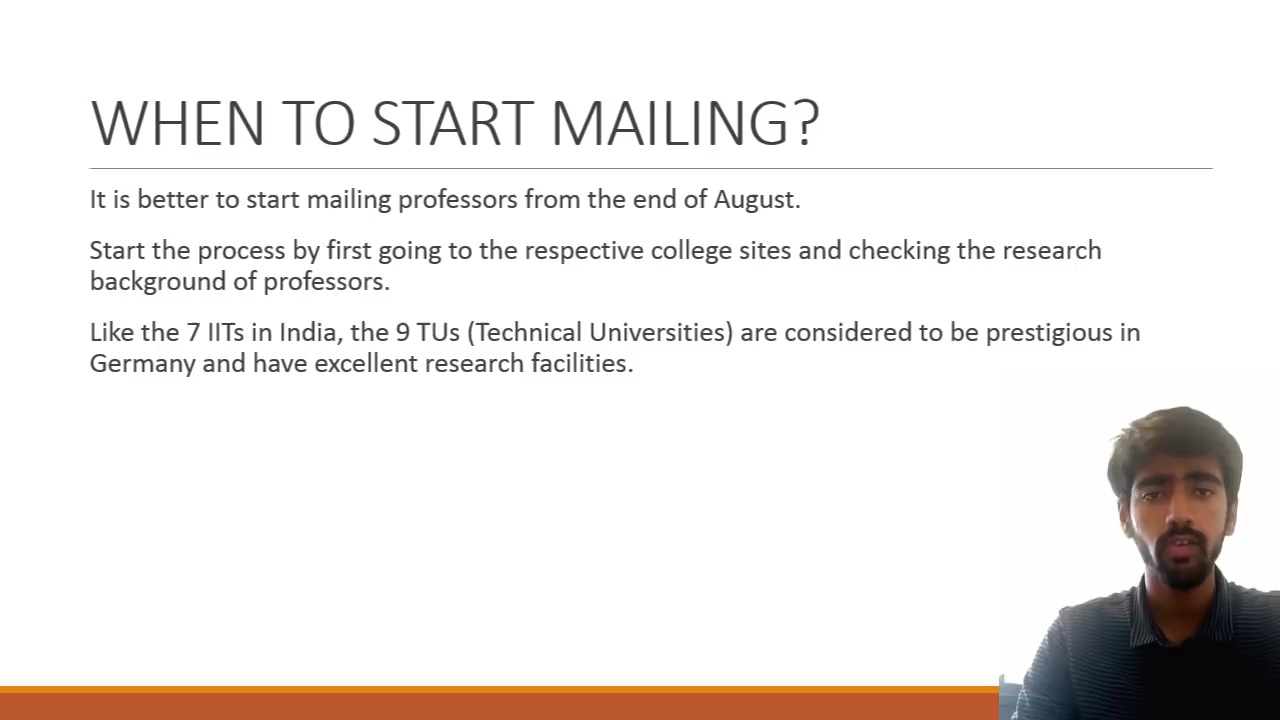 WHEN TO START MAILING?
It is better to start mailing professors from the end of August.
Start the process by first going to the respective college sites and checking the research
background of professors.
Like the 7 IITs in India, the 9 TUs (Technical Universities) are considered to be prestigious in
Germany and have excellent research facilities.